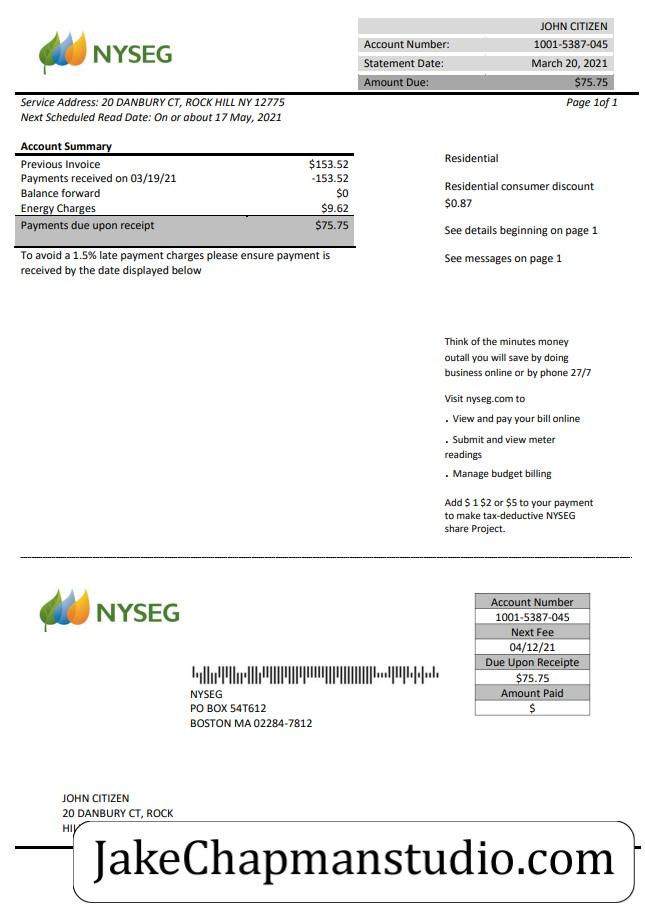 NYSEG
JOHN CITIZEN
Account Number: 1001-5387-045
Statement Date: March 20, 2021
Amount Due: $75.75
Service Address: 20 DANBURY CT, ROCK HILL NY 12775
Page 1of 1
Next Scheduled Read Date: On or about 17 May, 2021
Account Summary
Previous Invoice $153.52
Payments received on 03/19/21 -153.52
Balance forward $0
Energy Charges $9.62
Payments due upon receipt $75.75
To avoid a 1.5% late payment charges please ensure payment is
received by the date displayed below
Residential
Residential consumer discount
$0.87
See details beginning on page 1
See messages on page 1
Think of the minutes money
outall you will save by doing
business online or by phone 27/7
Visit nyseg.com to
. View and pay your bill online
. Submit and view meter
readings
. Manage budget billing
Add $ 1 $2 or $5 to your payment
to make tax-deductive NYSEG
share Project.
NYSEG
Account Number
1001-5387-045
Next Fee
04/12/21
Due Upon Receipte
$75.75
Amount Paid
$
NYSEG
PO BOX 54T612
BOSTON MA 02284-7812
JOHN CITIZEN
20 DANBURY CT, ROCK
JakeChapmanstudio.com